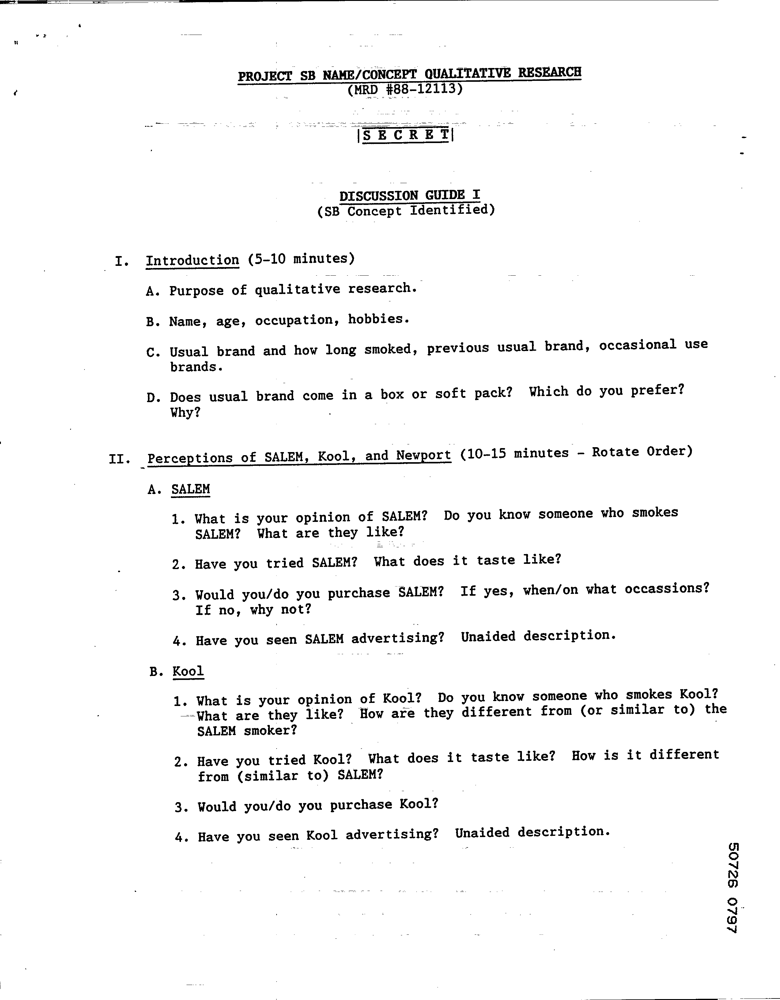 PROJECT SB NAME/CONCEPT QUALITATIVE RESEARCH
(MRD #88-12113)
|S E C R E T|
DISCUSSION GUIDE I
(SB Concept Identified)
I. Introduction (5-10 minutes)
A. Purpose of qualitative research.
B. Name, age, occupation, hobbies.
C. Usual brand and how long smoked, previous usual brand, occasional use
brands.
D. Does usual brand come in a box or soft pack? Which do you prefer?
Why?
II. Perceptions of SALEM, Kool, and Newport (10-15 minutes - Rotate Order)
A. SALEM
1. What is your opinion of SALEM? Do you know someone who smokes
SALEM? What are they like?
2. Have you tried SALEM? What does it taste like?
3. Would you/do you purchase SALEM? If yes, when/on what occassions?
If no, why not?
4. Have you seen SALEM advertising? Unaided description.
B. Kool
1. What is your opinion of Kool? Do you know someone who smokes Kool?
What are they like? How are they different from (or similar to) the
SALEM smoker?
2. Have you tried Kool? What does it taste like? How is it different
from (similar to) SALEM?
3. Would you/do you purchase Kool?
4. Have you seen Kool advertising? Unaided description.
50726 0797